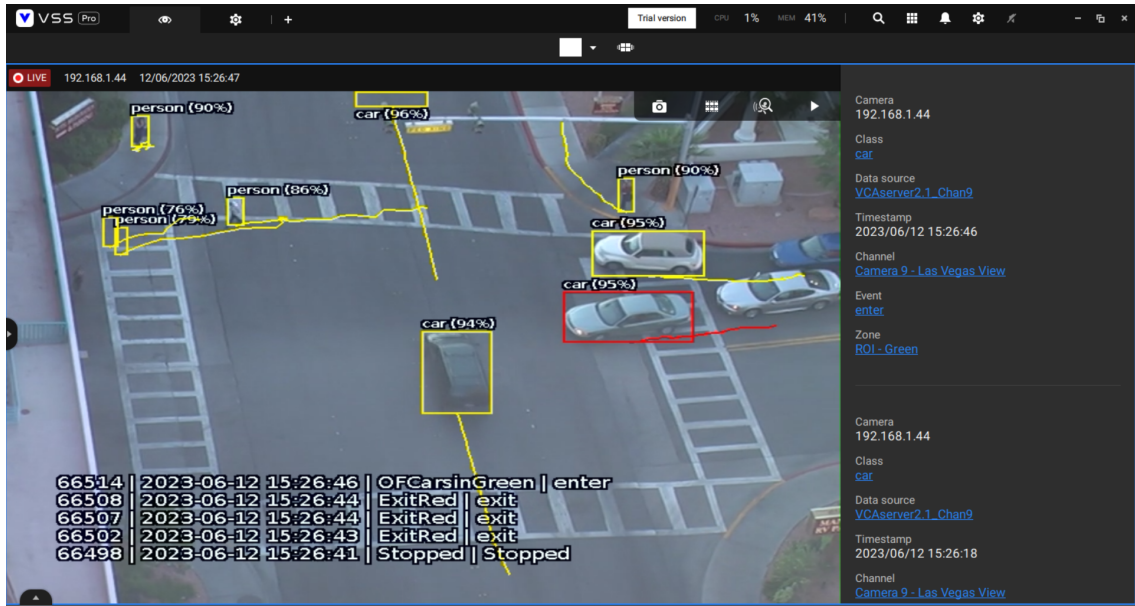 VSS Pro
Trial version CPU 1% MEM 41%
LIVE 192.168.1.44 12/06/2023 15:26:47
person (90%)
car (96%)
person (90%)
person (86%)
person (76%)
person (79%)
car (95%)
car (95%)
car (94%)
66514 | 2023-06-12 15:26:46 | OFCarsinGreen | enter
66508 | 2023-06-12 15:26:44 | ExitRed | exit
66507 | 2023-06-12 15:26:44 | ExitRed | exit
66502 | 2023-06-12 15:26:43 | ExitRed | exit
66498 | 2023-06-12 15:26:41 | Stopped | Stopped
Camera
192.168.1.44
Class
car
Data source
VCAserver2.1_Chan9
Timestamp
2023/06/12 15:26:46
Channel
Camera 9 - Las Vegas View
Event
enter
Zone
ROI - Green
Camera
192.168.1.44
Class
car
Data source
VCAserver2.1_Chan9
Timestamp
2023/06/12 15:26:18
Channel
Camera 9 - Las Vegas View